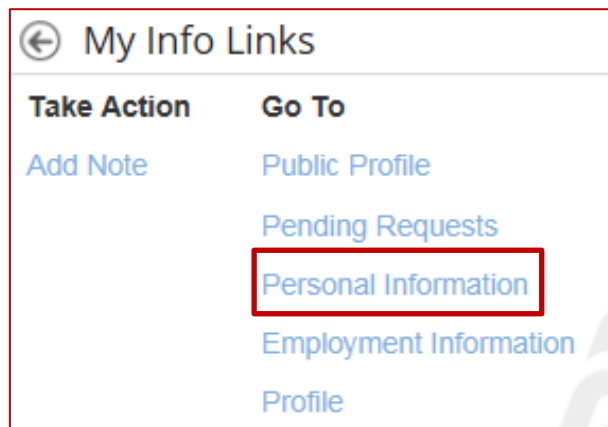 My Info Links
Take Action Go To
Add Note Public Profile
Pending Requests
Personal Information
Employment Information
Profile